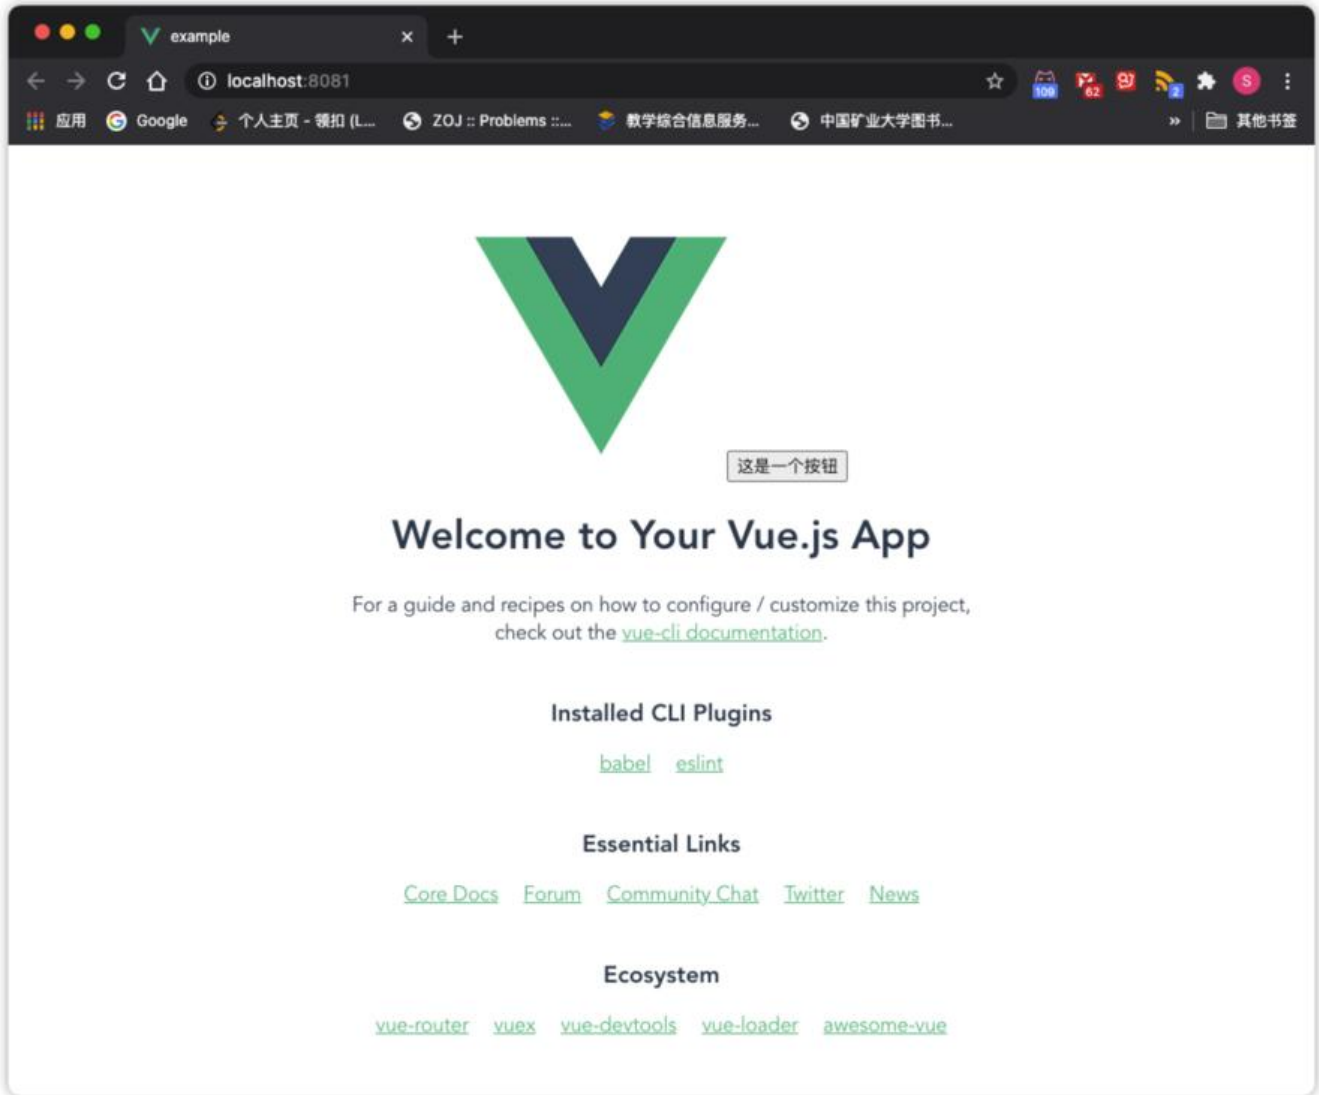 example
localhost:8081
109
62
2
S
应用 Google 个人主页 - 领扣 (L... ZOJ :: Problems ::... 教学综合信息服务... 中国矿业大学图书... » 其他书签
这是一个按钮
Welcome to Your Vue.js App
For a guide and recipes on how to configure / customize this project,
check out the vue-cli documentation.
Installed CLI Plugins
babel eslint
Essential Links
Core Docs Forum Community Chat Twitter News
Ecosystem
vue-router vuex vue-devtools vue-loader awesome-vue